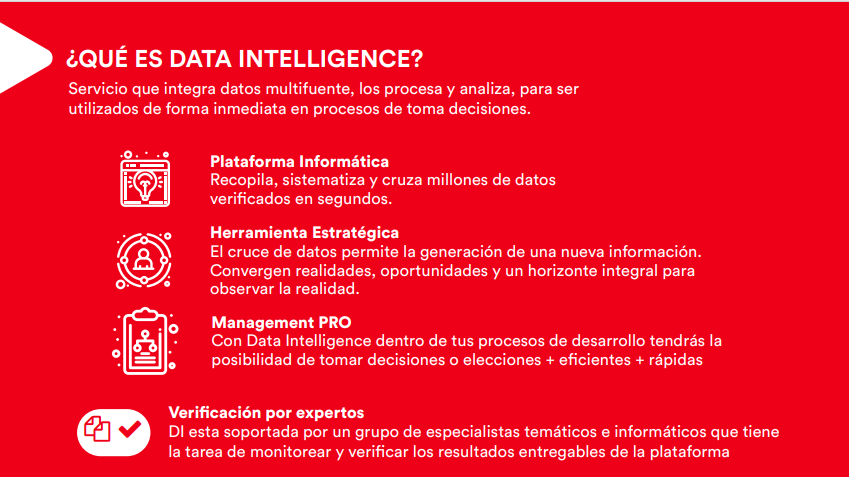 ¿QUÉ ES DATA INTELLIGENCE?
Servicio que integra datos multifuente, los procesa y analiza, para ser
utilizados de forma inmediata en procesos de toma decisiones.
Plataforma Informática
Recopila, sistematiza y cruza millones de datos
verificados en segundos.
Herramienta Estratégica
El cruce de datos permite la generación de una nueva información.
Convergen realidades, oportunidades y un horizonte integral para
observar la realidad.
Management PRO
Con Data Intelligence dentro de tus procesos de desarrollo tendrás la
posibilidad de tomar decisiones o elecciones + eficientes + rápidas
Verificación por expertos
DI esta soportada por un grupo de especialistas temáticos e informáticos que tiene
la tarea de monitorear y verificar los resultados entregables de la plataforma